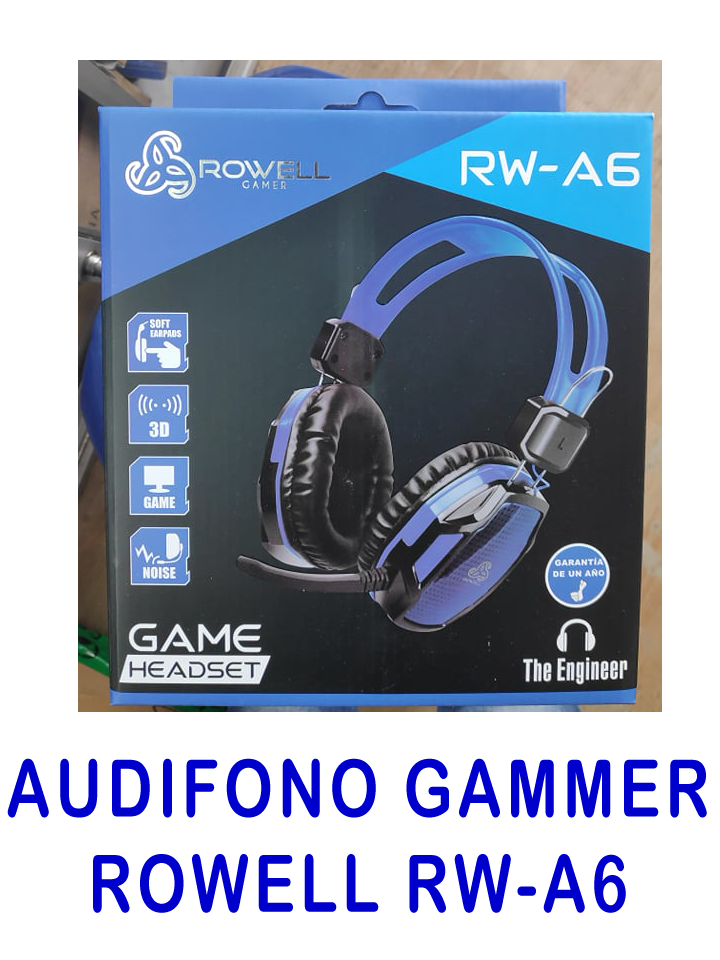 ROWELL
GAMER
RW-A6
SOFT
EARPADS
3D
GAME
NOISE
L
GARANTÍA
DE UN AÑO
GAME
HEADSET
The Engineer
AUDIFONO GAMMER
ROWELL RW-A6